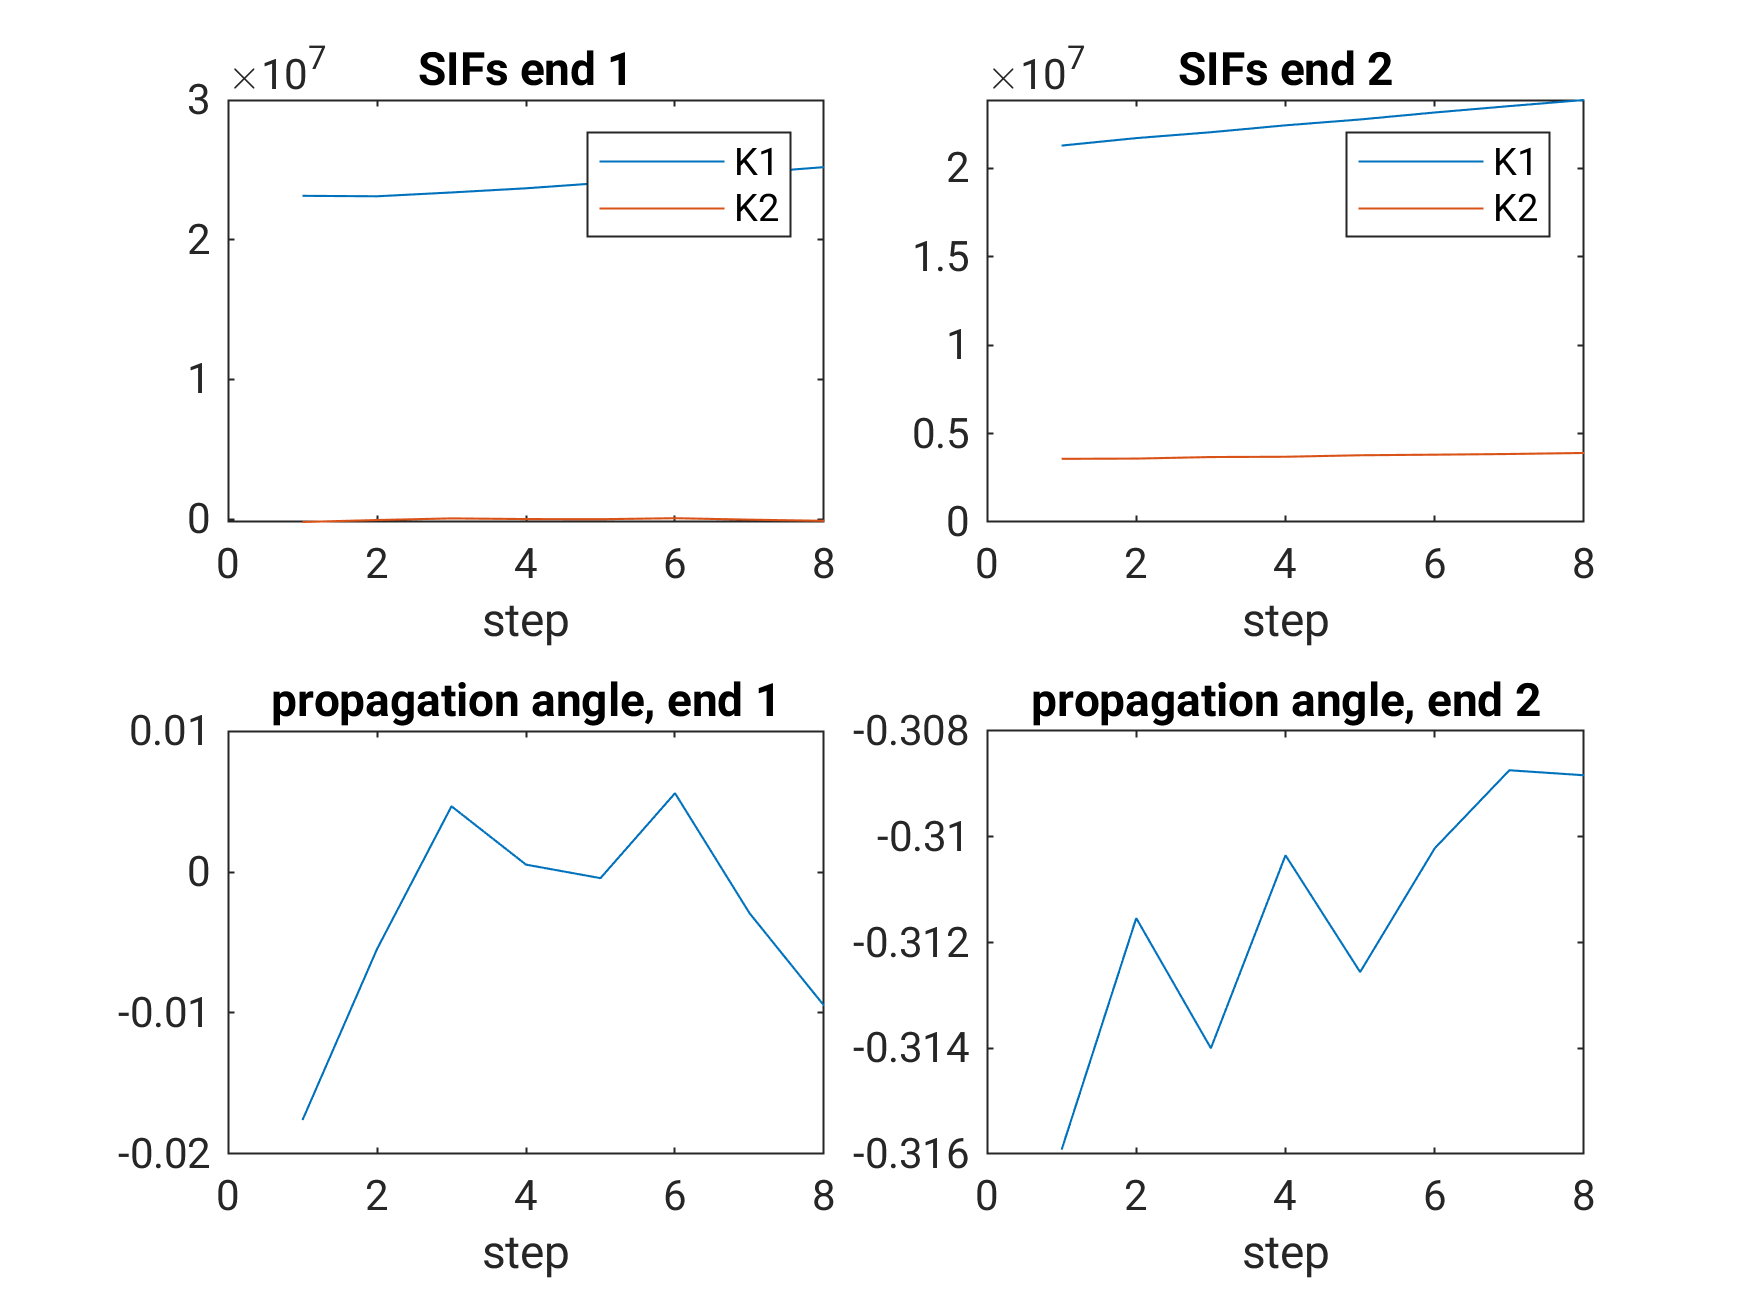 ×10^7
SIFs end 1
3
2
1
0
K1
K2
0 2 4 6 8
step
×10^7
SIFs end 2
2
1.5
1
0.5
0
K1
K2
0 2 4 6 8
step
propagation angle, end 1
0.01
0
-0.01
-0.02
0 2 4 6 8
step
propagation angle, end 2
-0.308
-0.31
-0.312
-0.314
-0.316
0 2 4 6 8
step